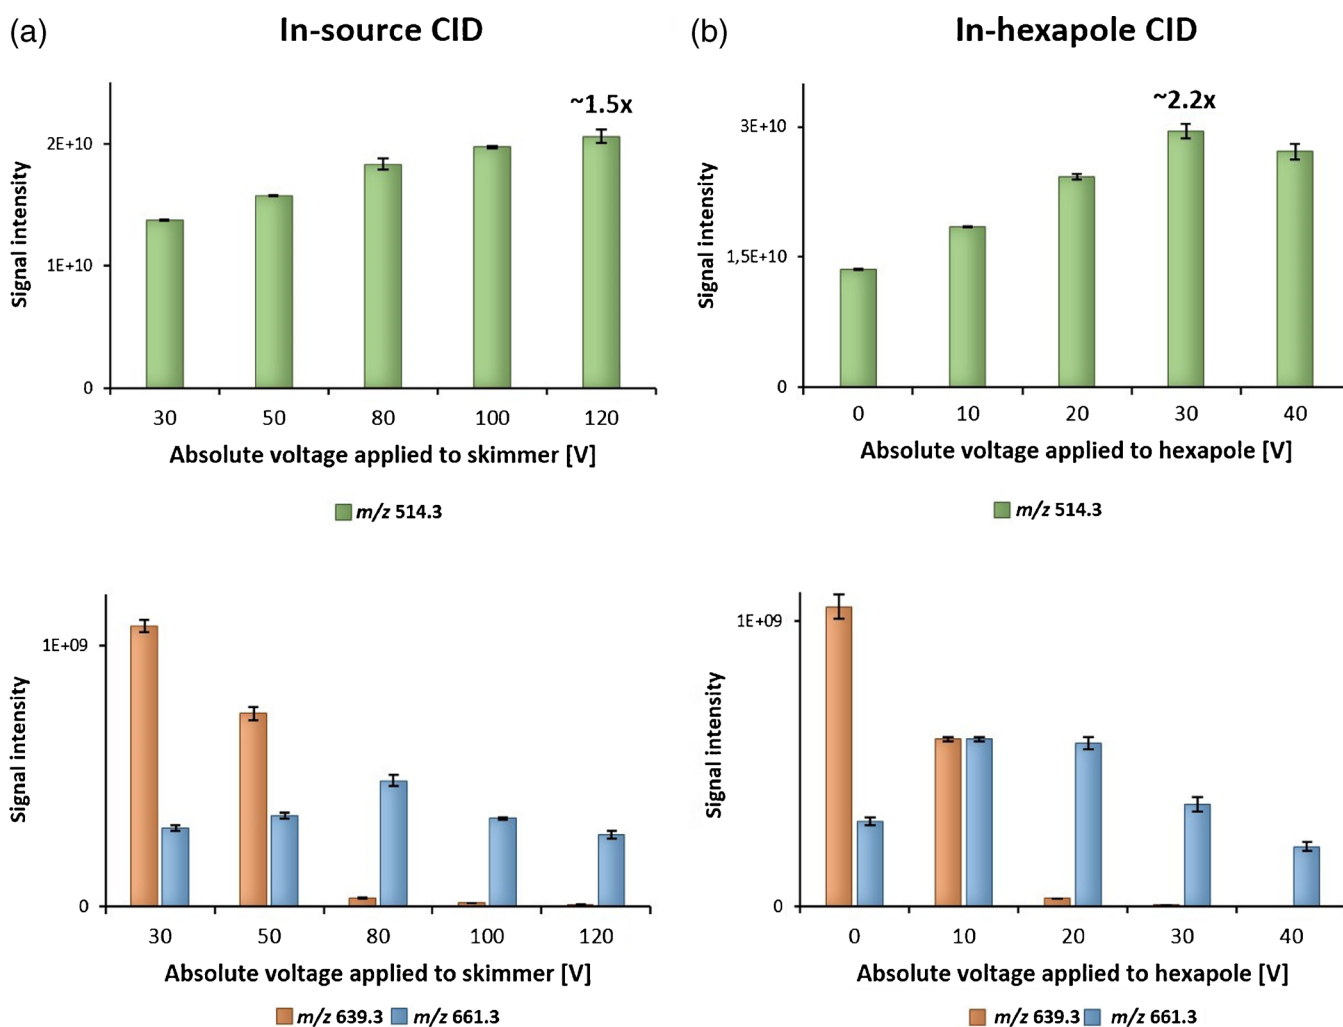 (a) In-source CID
~1.5x
2E+10
1E+10
0
Signal intensity
30 50 80 100 120
Absolute voltage applied to skimmer [V]
m/z 514.3
(b) In-hexapole CID
~2.2x
3E+10
1,5E+10
0
Signal intensity
0 10 20 30 40
Absolute voltage applied to hexapole [V]
m/z 514.3
1E+09
0
Signal intensity
30 50 80 100 120
Absolute voltage applied to skimmer [V]
m/z 639.3 m/z 661.3
1E+09
0
Signal intensity
0 10 20 30 40
Absolute voltage applied to hexapole [V]
m/z 639.3 m/z 661.3